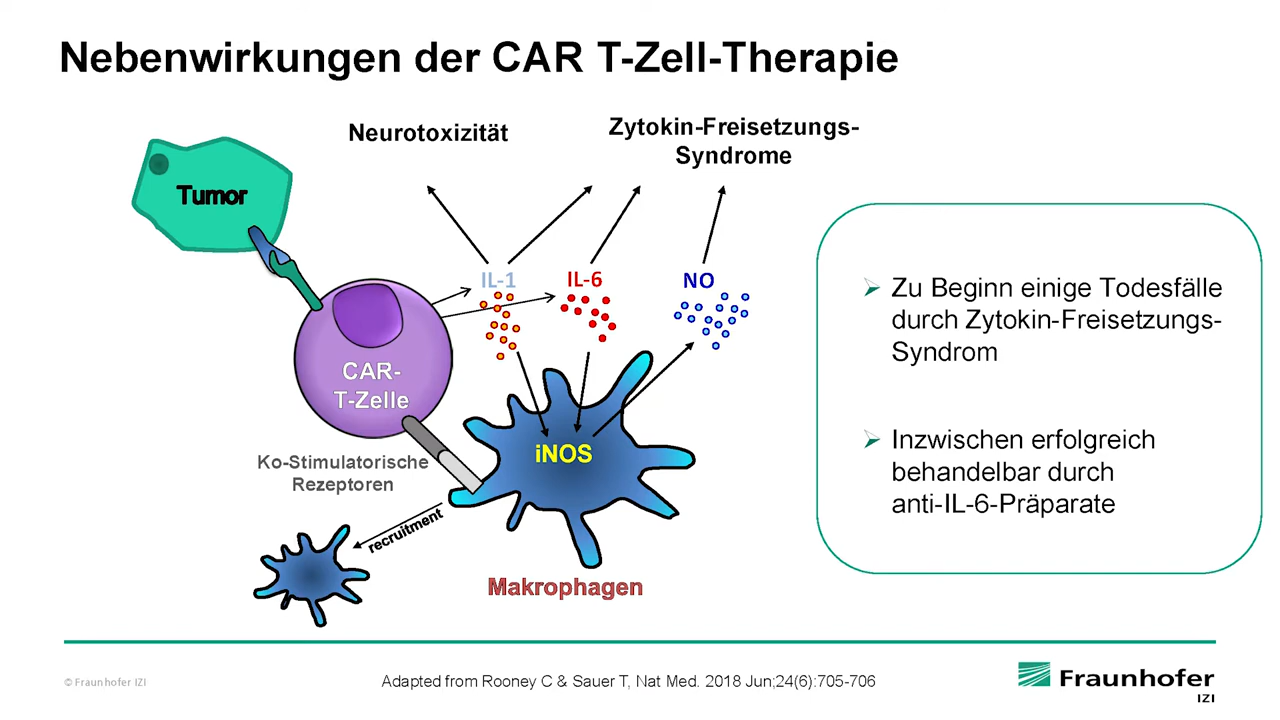 Nebenwirkungen der CAR T-Zell-Therapie
Neurotoxizität
Zytokin-Freisetzungs-
Syndrome
Tumor
IL-1
IL-6
NO
CAR-
T-Zelle
iNOS
Ko-Stimulatorische
Rezeptoren
recruitment
Makrophagen
Zu Beginn einige Todesfälle
durch Zytokin-Freisetzungs-
Syndrom
Inzwischen erfolgreich
behandelbar durch
anti-IL-6-Präparate
© Fraunhofer IZI
Adapted from Rooney C & Sauer T, Nat Med. 2018 Jun;24(6):705-706
Fraunhofer
IZI